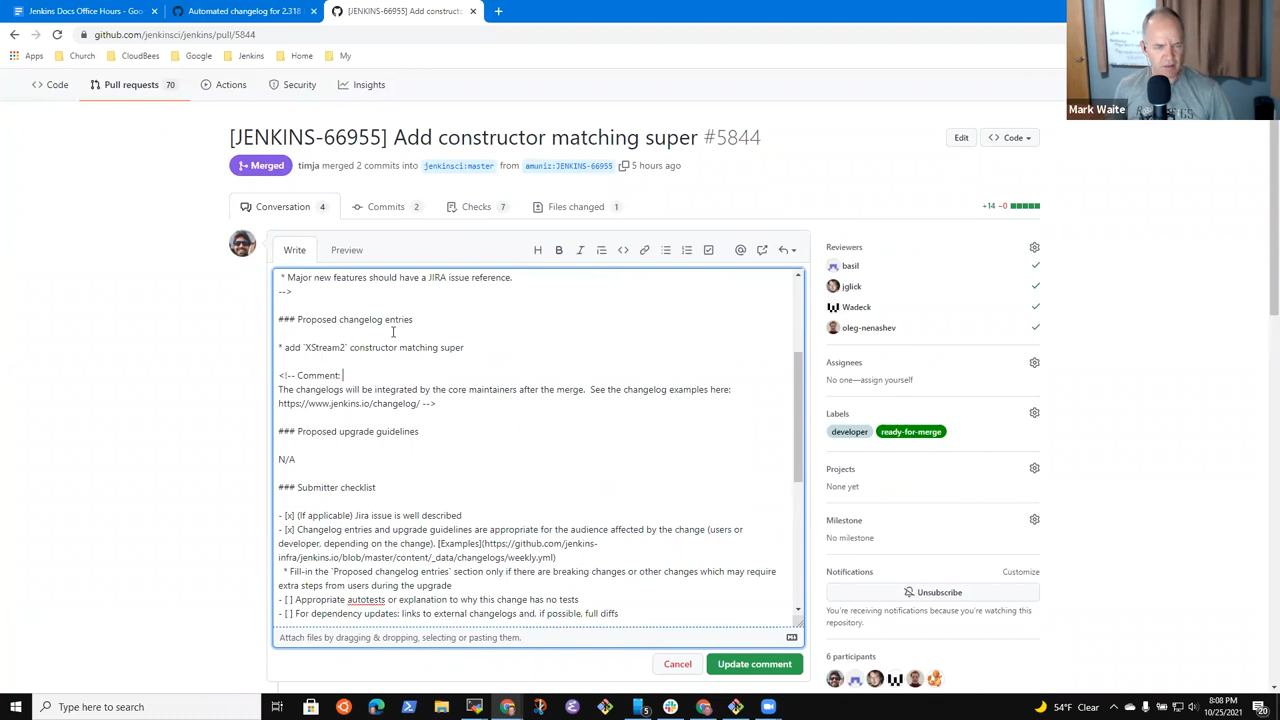 Jenkins Docs Office Hours - Goo
Automated changelog for 2.318
[JENKINS-66955] Add constructor
github.com/jenkinsci/jenkins/pull/5844
Apps
Church
CloudBees
Google
Jenkins
Home
My
Mark Waite
Code
Pull requests 70
Actions
Security
Insights
[JENKINS-66955] Add constructor matching super #5844
Edit
Code
Merged
timja merged 2 commits into jenkinsci:master from amuniz:JENKINS-66955 5 hours ago
Conversation 4
Commits 2
Checks 7
Files changed 1
+14 −0
Write
Preview
* Major new features should have a JIRA issue reference.
-->
### Proposed changelog entries
* add `XStream2` constructor matching super
<!-- Comment:
The changelogs will be integrated by the core maintainers after the merge. See the changelog examples here:
https://www.jenkins.io/changelog/ -->
### Proposed upgrade guidelines
N/A
### Submitter checklist
- [x] (If applicable) Jira issue is well described
- [x] Changelog entries and upgrade guidelines are appropriate for the audience affected by the change (users or
developer, depending on the change). [Examples](https://github.com/jenkins-
infra/jenkins.io/blob/master/content/_data/changelogs/weekly.yml)
* Fill-in the `Proposed changelog entries` section only if there are breaking changes or other changes which may require
extra steps from users during the upgrade
- [ ] Appropriate autotests or explanation to why this change has no tests
- [ ] For dependency updates: links to external changelogs and, if possible, full diffs
Attach files by dragging & dropping, selecting or pasting them.
Cancel
Update comment
Reviewers
basil
jglick
Wadeck
oleg-nenashev
Assignees
No one—assign yourself
Labels
developer
ready-for-merge
Projects
None yet
Milestone
No milestone
Notifications
Customize
Unsubscribe
You're receiving notifications because you're watching this
repository.
6 participants
Type here to search
5
54°F Clear
8:08 PM
10/25/2021
20